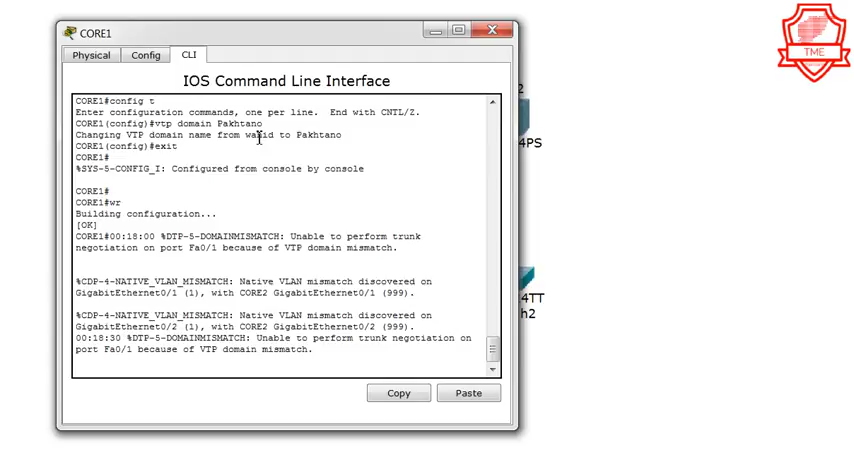 CORE1
Physical
Config
CLI
IOS Command Line Interface
CORE1#config t
Enter configuration commands, one per line.  End with CNTL/Z.
CORE1(config)#vtp domain Pakhtano
Changing VTP domain name from walid to Pakhtano
CORE1(config)#exit
CORE1#
%SYS-5-CONFIG_I: Configured from console by console
CORE1#
CORE1#wr
Building configuration...
[OK]
CORE1#00:18:00 %DTP-5-DOMAINMISMATCH: Unable to perform trunk
negotiation on port Fa0/1 because of VTP domain mismatch.
%CDP-4-NATIVE_VLAN_MISMATCH: Native VLAN mismatch discovered on
GigabitEthernet0/1 (1), with CORE2 GigabitEthernet0/1 (999).
%CDP-4-NATIVE_VLAN_MISMATCH: Native VLAN mismatch discovered on
GigabitEthernet0/2 (1), with CORE2 GigabitEthernet0/2 (999).
00:18:30 %DTP-5-DOMAINMISMATCH: Unable to perform trunk negotiation on
port Fa0/1 because of VTP domain mismatch.
Copy
Paste
2
4PS
4TT
h2
TME